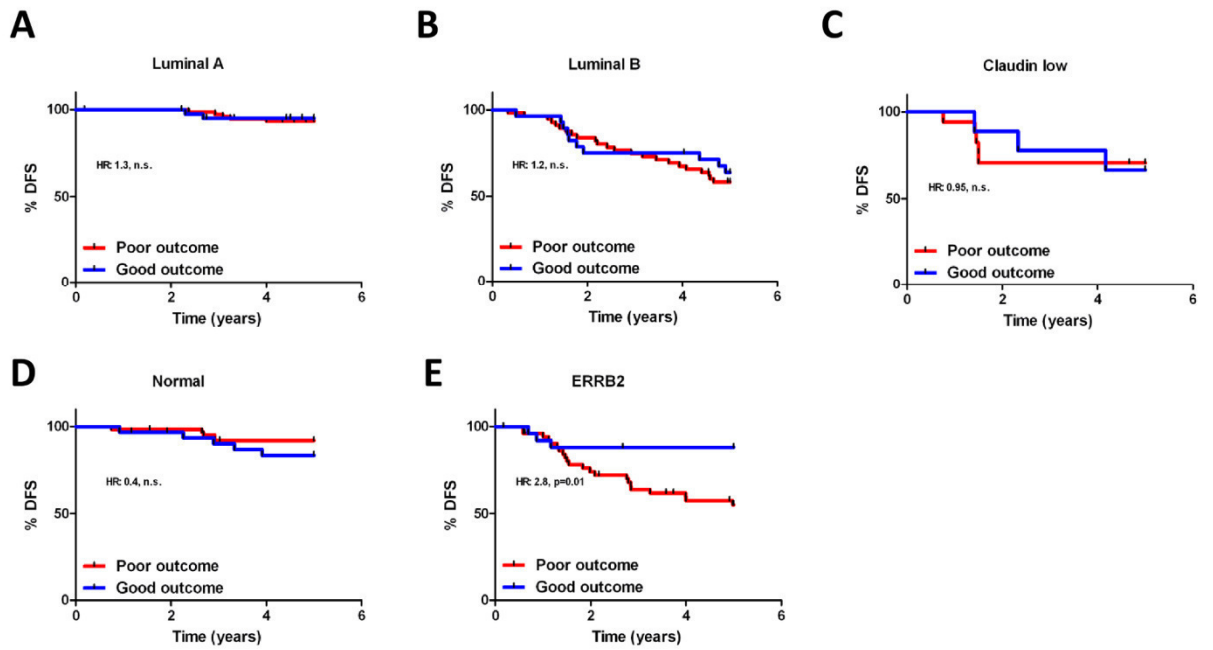 A
Luminal A
100
50
0
% DFS
HR: 1.3, n.s.
Poor outcome
Good outcome
0 2 4 6
Time (years)
B
Luminal B
100
50
0
% DFS
HR: 1.2, n.s.
Poor outcome
Good outcome
0 2 4 6
Time (years)
C
Claudin low
100
50
0
% DFS
HR: 0.95, n.s.
Poor outcome
Good outcome
0 2 4 6
Time (years)
D
Normal
100
50
0
% DFS
HR: 0.4, n.s.
Poor outcome
Good outcome
0 2 4 6
Time (years)
E
ERRB2
100
50
0
% DFS
HR: 2.8, p=0.01
Poor outcome
Good outcome
0 2 4 6
Time (years)